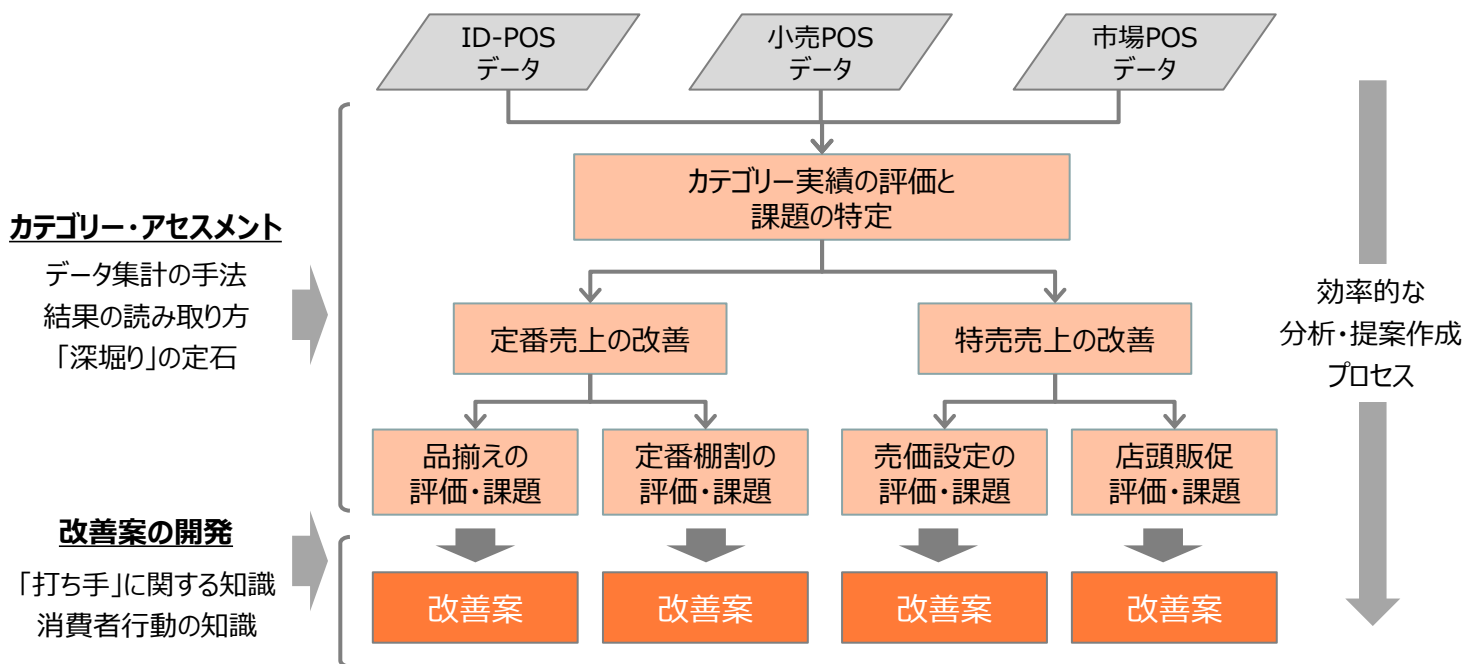 ID-POS
データ
小売POS
データ
市場POS
データ
カテゴリー実績の評価と
課題の特定
カテゴリー・アセスメント
データ集計の手法
結果の読み取り方
「深堀り」の定石
定番売上の改善
特売売上の改善
効率的な
分析・提案作成
プロセス
品揃えの
評価・課題
定番棚割の
評価・課題
売価設定の
評価・課題
店頭販促
評価・課題
改善案の開発
「打ち手」に関する知識
消費者行動の知識
改善案
改善案
改善案
改善案